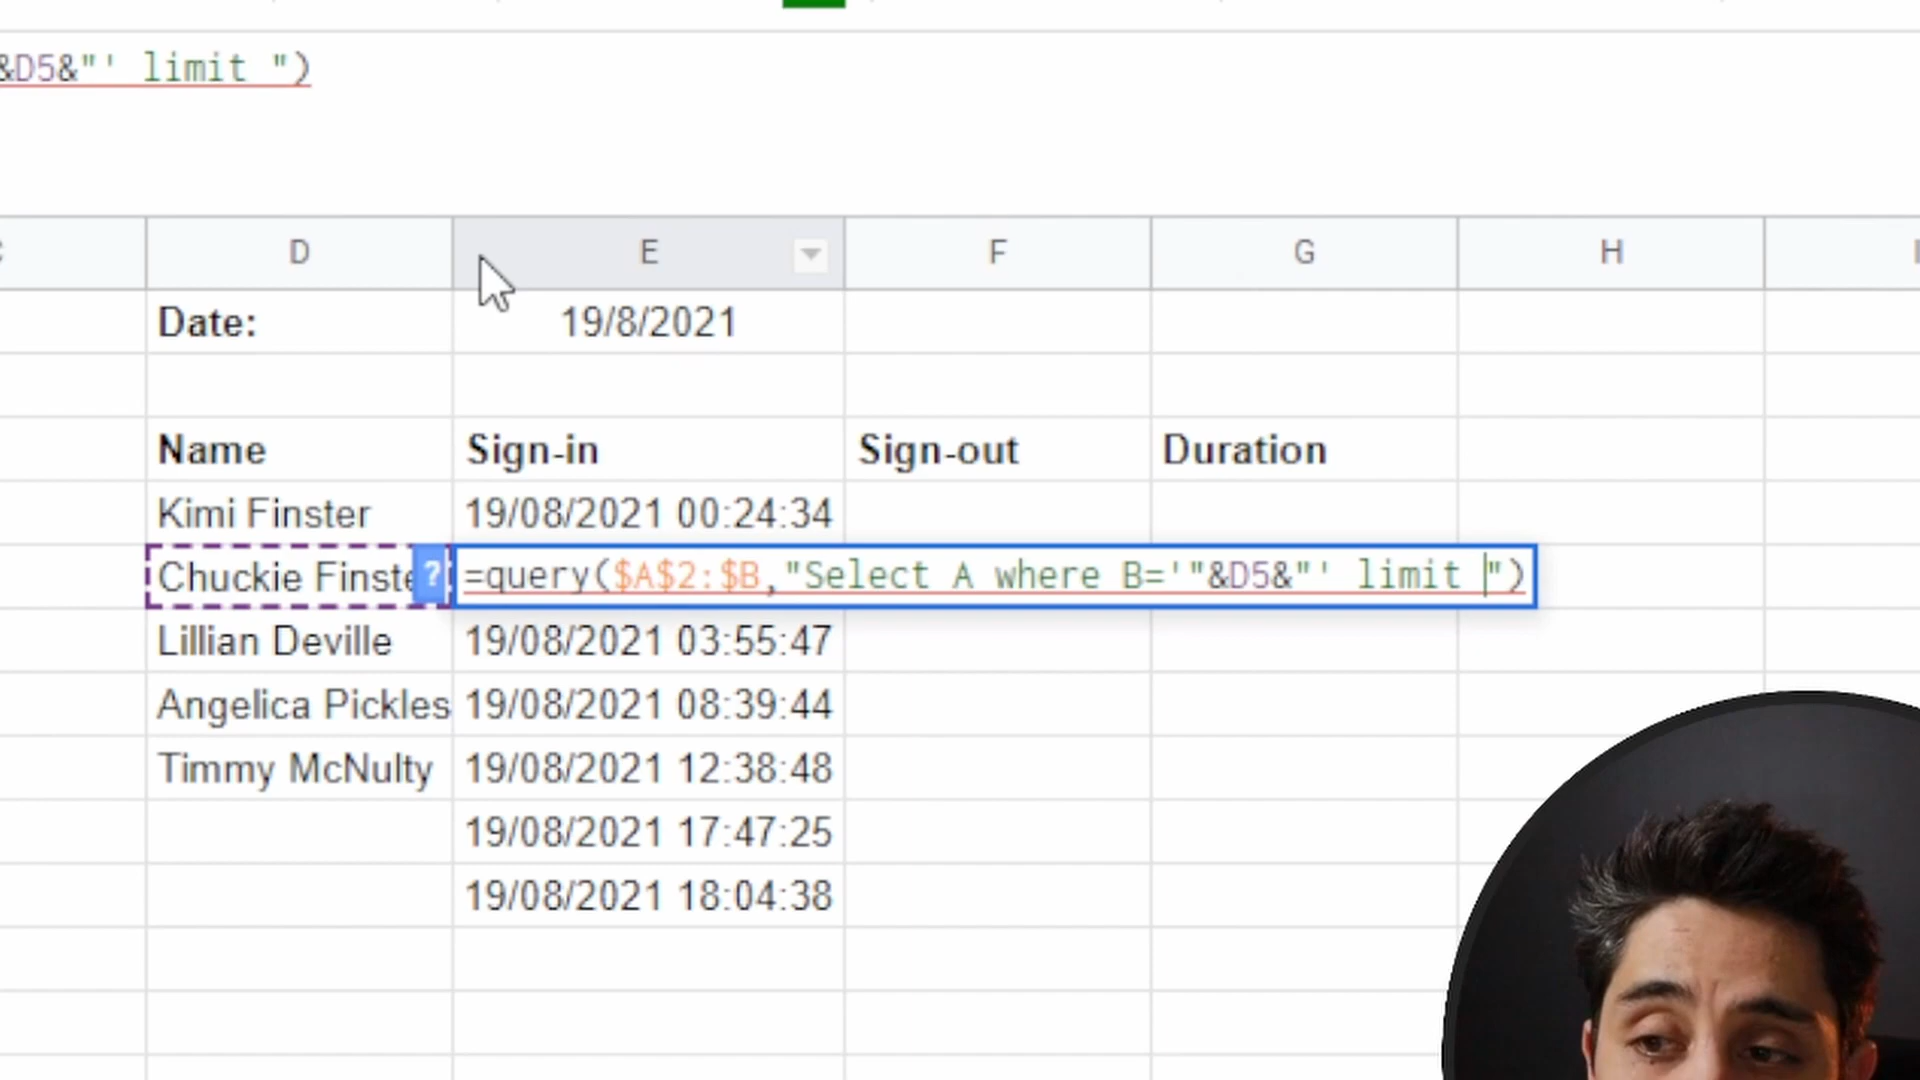 &D5&"' limit ")
D E F G H
Date: 19/8/2021
Name Sign-in Sign-out Duration
Kimi Finster 19/08/2021 00:24:34
Chuckie Finste ? =query($A$2:$B,"Select A where B='"&D5&"' limit ")
Lillian Deville 19/08/2021 03:55:47
Angelica Pickles 19/08/2021 08:39:44
Timmy McNulty 19/08/2021 12:38:48
19/08/2021 17:47:25
19/08/2021 18:04:38